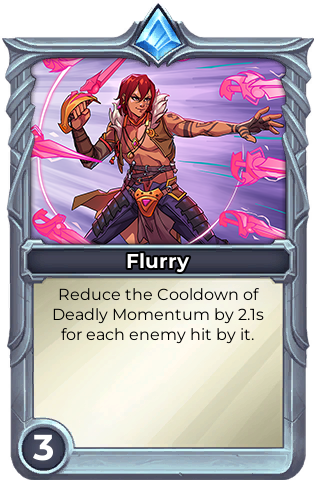 Flurry
Reduce the Cooldown of
Deadly Momentum by 2.1s
for each enemy hit by it.
3